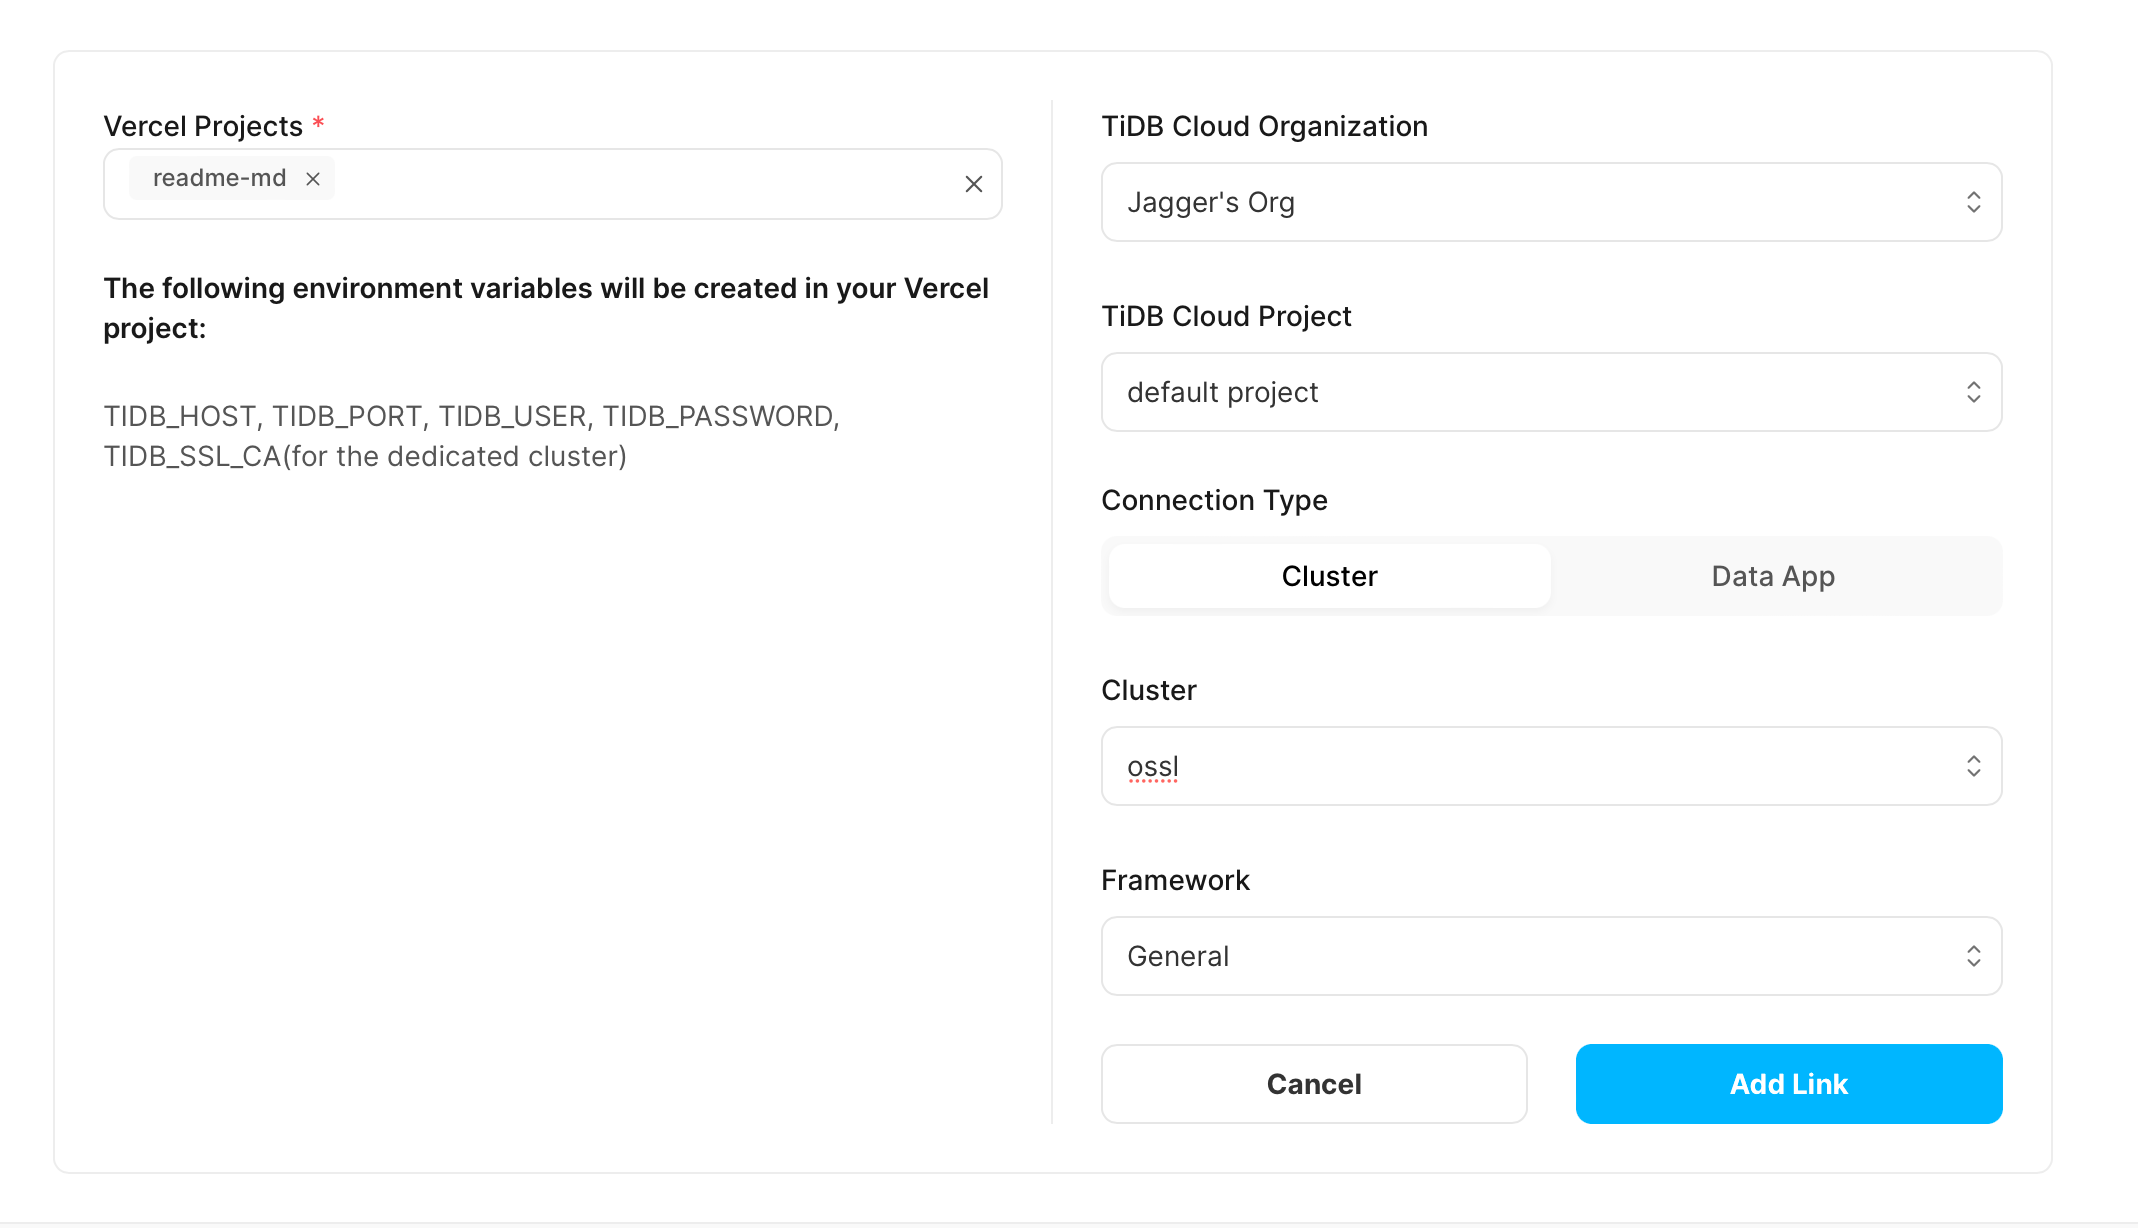 Vercel Projects *
readme-md
The following environment variables will be created in your Vercel
project:
TIDB_HOST, TIDB_PORT, TIDB_USER, TIDB_PASSWORD,
TIDB_SSL_CA(for the dedicated cluster)
TiDB Cloud Organization
Jagger's Org
TiDB Cloud Project
default project
Connection Type
Cluster
Data App
Cluster
ossl
Framework
General
Cancel
Add Link